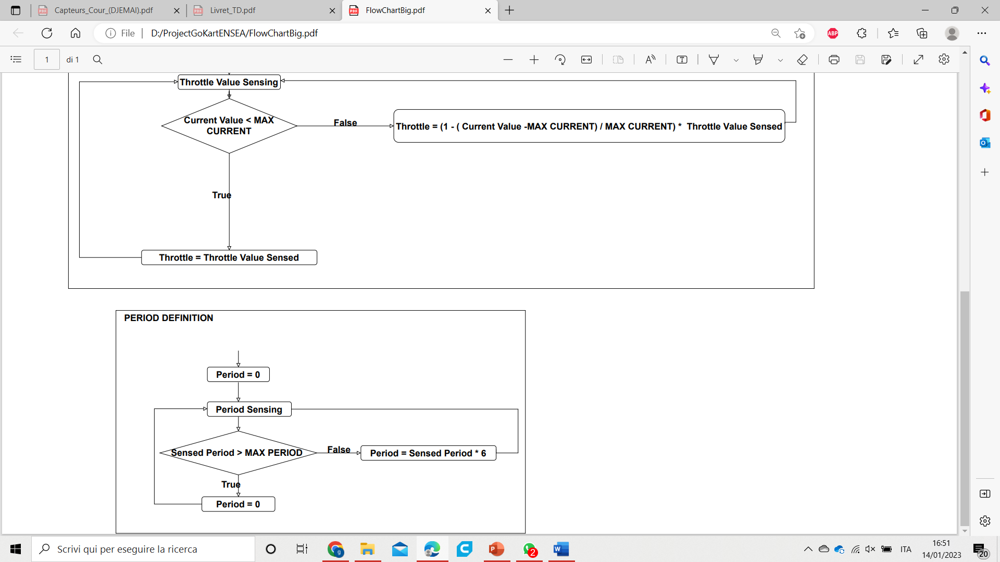 Capteurs_Cour_(DJEMAI).pdf
Livret_TD.pdf
FlowChartBig.pdf
File
D:/ProjectGoKartENSEA/FlowChartBig.pdf
ABP
1
di 1
Throttle Value Sensing
Current Value < MAX
CURRENT
False
Throttle = (1 - ( Current Value -MAX CURRENT) / MAX CURRENT) * Throttle Value Sensed
True
Throttle = Throttle Value Sensed
PERIOD DEFINITION
Period = 0
Period Sensing
Sensed Period > MAX PERIOD
False
Period = Sensed Period * 6
True
Period = 0
Scrivi qui per eseguire la ricerca
g
P
2
W
ITA
16:51
14/01/2023
20